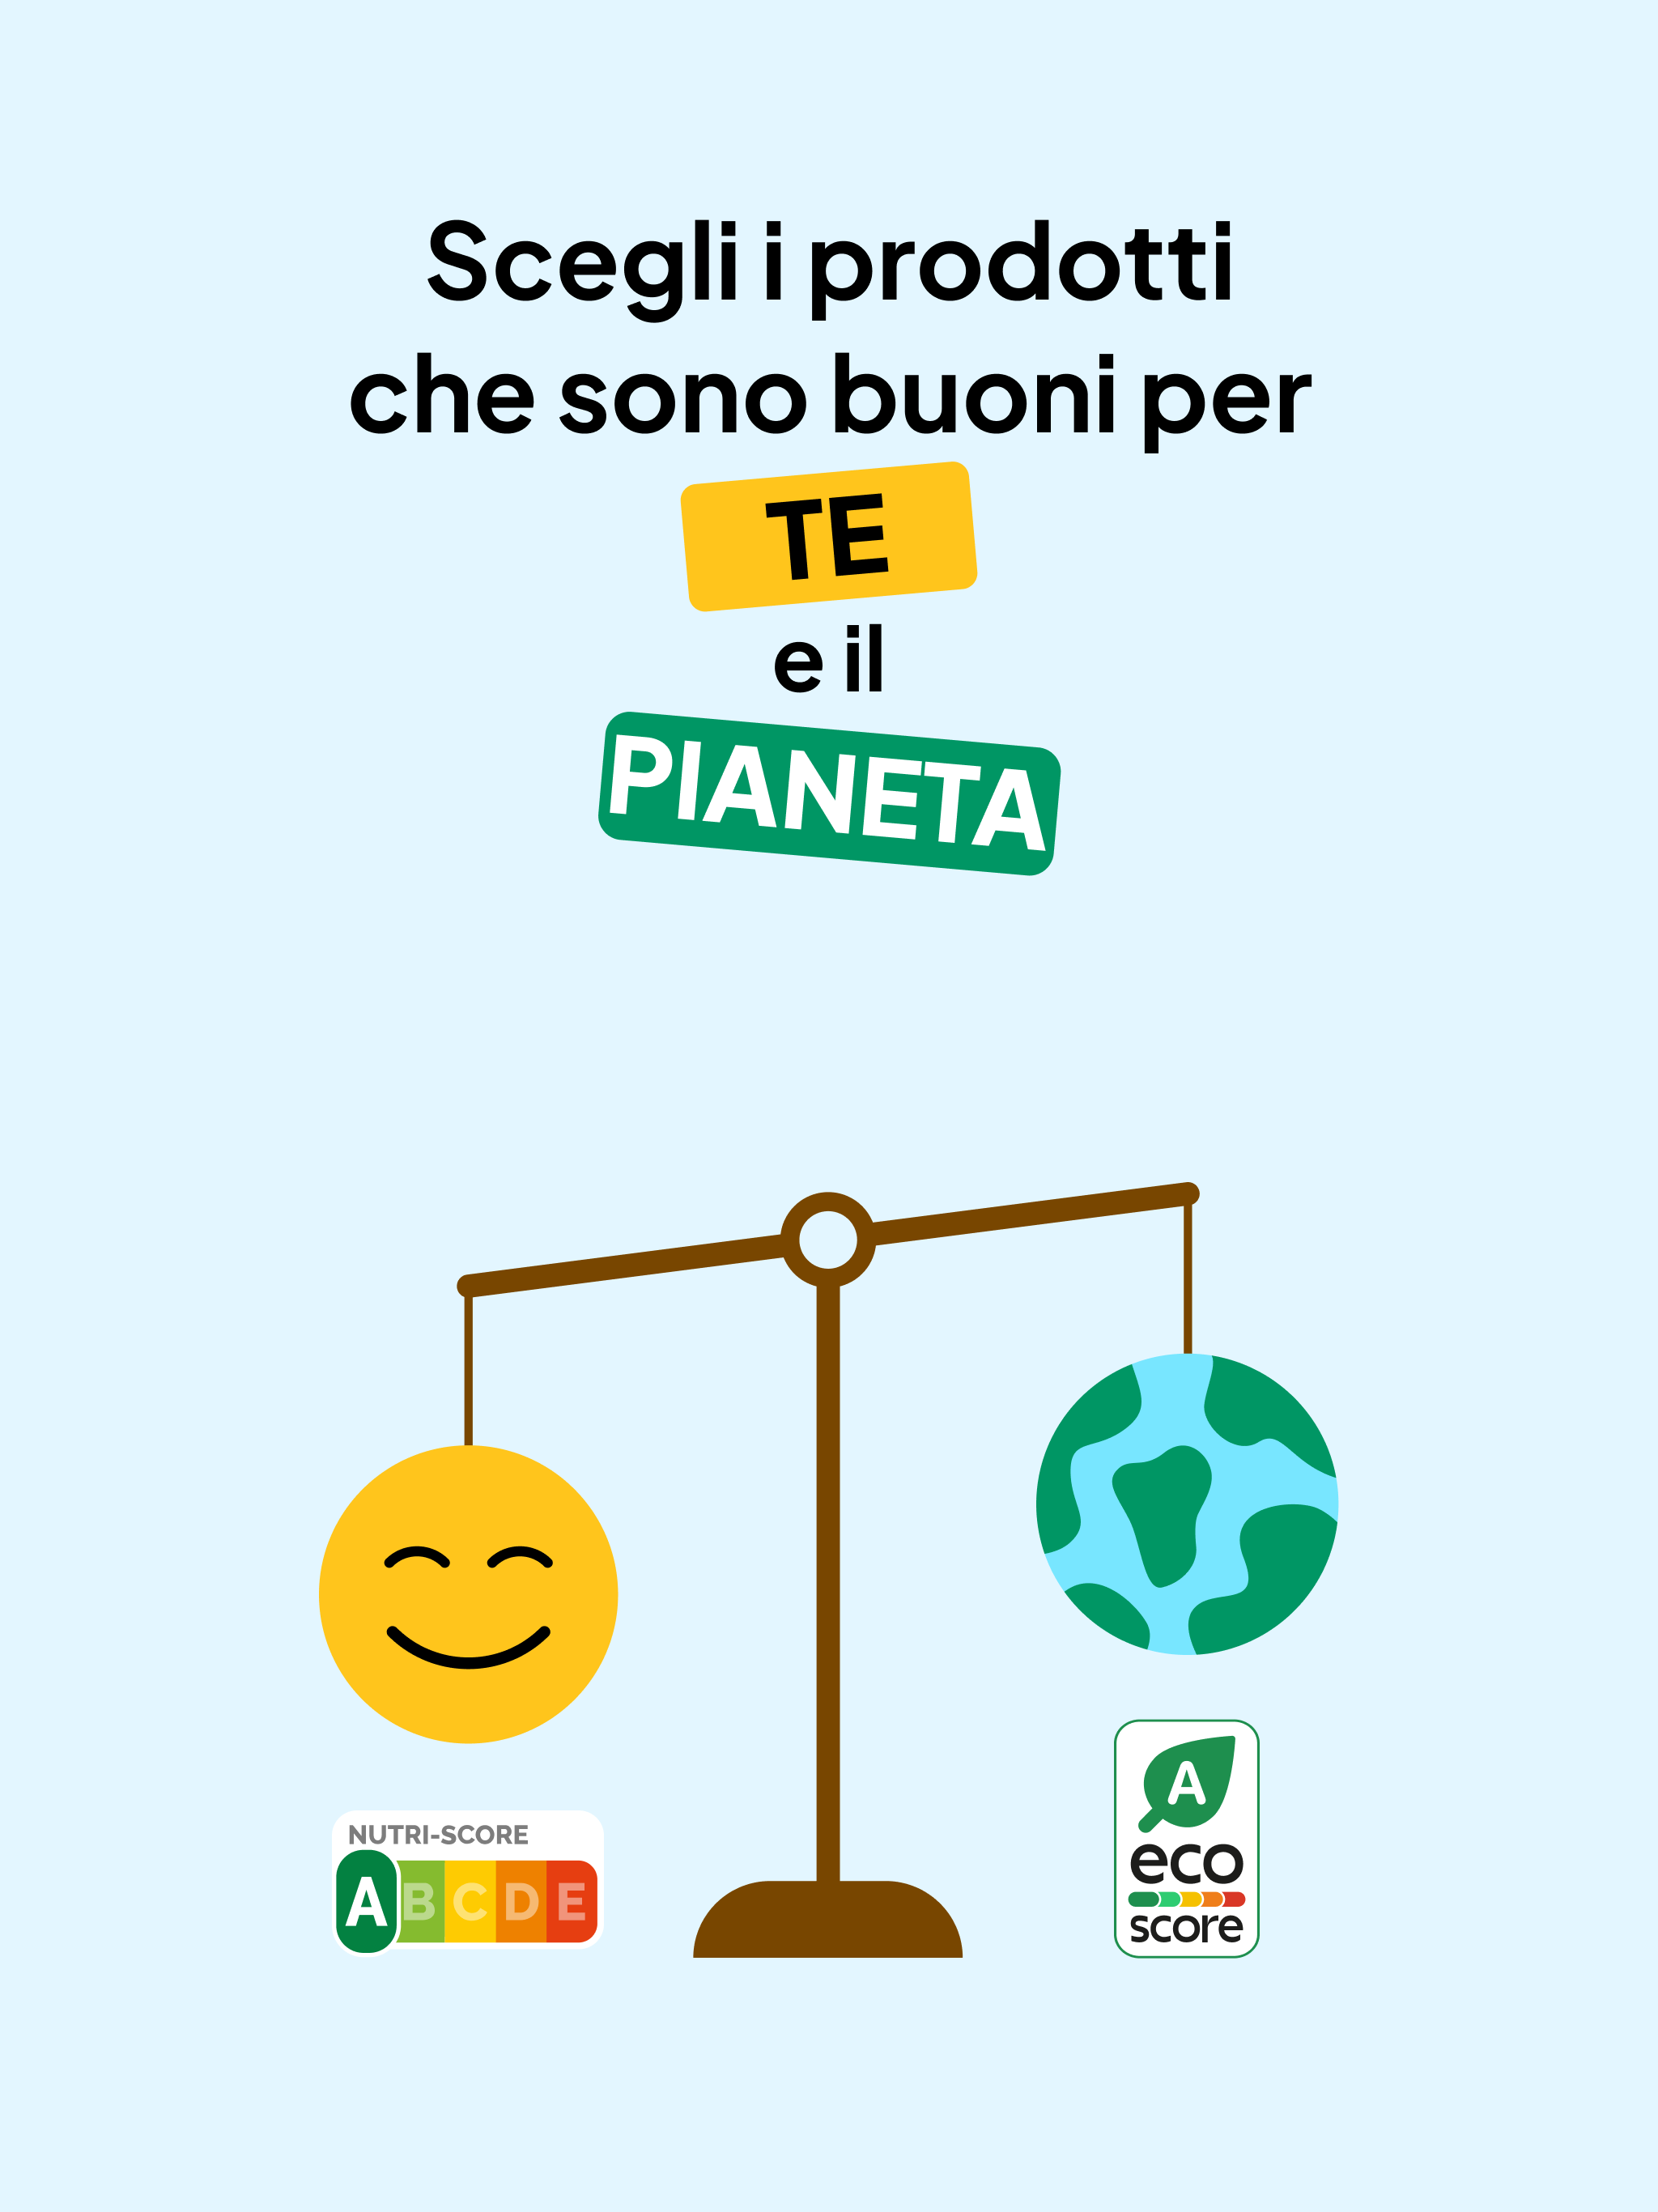 Scegli i prodotti
che sono buoni per
TE
e il
PIANETA
NUTRI-SCORE
A B C D E
A
eco
score